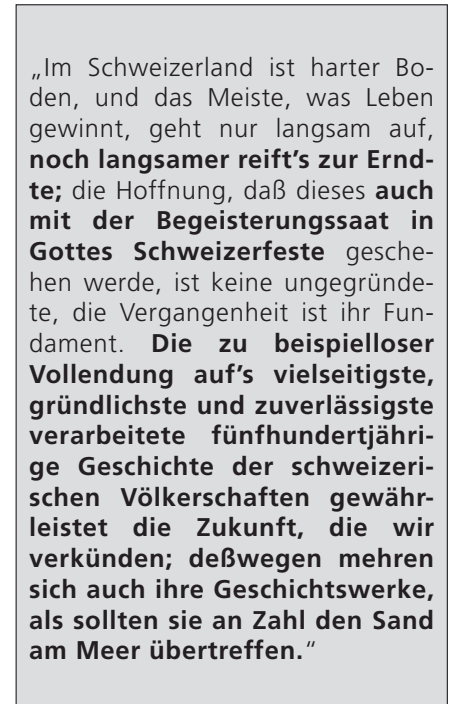 „Im Schweizerland ist harter Bo-
den, und das Meiste, was Leben
gewinnt, geht nur langsam auf,
noch langsamer reift’s zur Ernd-
te; die Hoffnung, daß dieses auch
mit der Begeisterungssaat in
Gottes Schweizerfeste gesche-
hen werde, ist keine ungegründe-
te, die Vergangenheit ist ihr Fun-
dament. Die zu beispielloser
Vollendung auf’s vielseitigste,
gründlichste und zuverlässigste
verarbeitete fünfhundertjähri-
ge Geschichte der schweizeri-
schen Völkerschaften gewähr-
leistet die Zukunft, die wir
verkünden; deßwegen mehren
sich auch ihre Geschichtswerke,
als sollten sie an Zahl den Sand
am Meer übertreffen.“